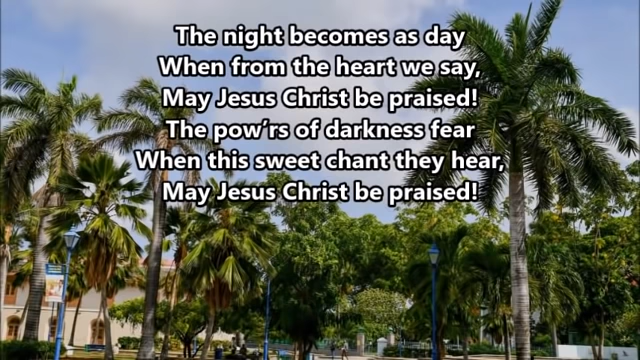 The night becomes as day
When from the heart we say,
May Jesus Christ be praised!
The pow’rs of darkness fear
When this sweet chant they hear,
May Jesus Christ be praised!